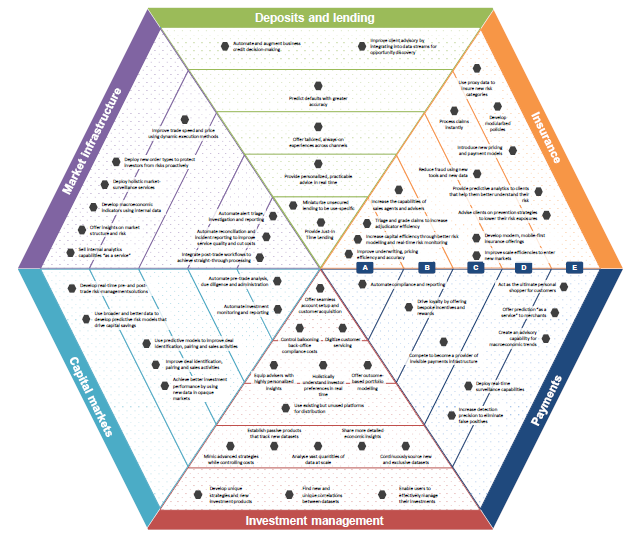 Deposits and lending
Automate and augment business
credit decision-making
Improve client advisory by
integrating into data streams for
opportunity discovery
Predict defaults with greater
accuracy
Offer tailored, always-on
experiences across channels
Provide personalized, practicable
advice in real time
Miniaturise unsecured
lending to be use-specific
Provide Just-in
Time Lending
Insurance
Use proxy data to
insure new risk
categories
Process claims
instantly
Develop
modularized
policies
Introduce new pricing
and payment models
Reduce fraud using new
tools and new data
Increase the capabilities of
sales agents and advisers
Provide predictive analytics to clients
that help them better understand their
risk
Triage and grade claims to increase
adjudicator efficiency
Advise clients on prevention strategies
to lower their risk exposures
Increase capital efficiency through better risk
modelling and real-time risk monitoring
Develop modern, mobile-first
insurance offerings
Improve underwriting, pricing
efficiency and accuracy
Improve scale efficiencies to enter
new markets
Market Infrastructure
Improve trade speed and price
using dynamic execution methods
Deploy new order types to protect
investors from risks proactively
Deploy holistic market-
surveillance services
Develop macroeconomic
indicators using internal data
Automate alert triage,
investigation and reporting
Offer insights on market
structure and risk
Automate reconciliation and
incident reporting to improve
service quality and cut costs
Sell internal analytics
capabilities "as a service"
Integrate post-trade workflows to
achieve straight-through processing
A
B
C
D
E
Capital markets
Automate pre-trade analysis,
due diligence and administration
Develop real-time pre- and post-
trade risk management solutions
Automate investment
monitoring and reporting
Use broader and better data to
develop predictive risk models that
drive capital savings
Use predictive models to improve deal
identification, pairing and sales activities
Improve deal identification,
pairing and sales activities
Achieve better investment
performance by using
new data in opaque
markets
Payments
Automate compliance and reporting
Act as the ultimate personal
shopper for customers
Drive loyalty by offering
bespoke incentives and
rewards
Offer prediction "as a
service" to merchants
Create an advisory
capability for
macroeconomic trends
Compete to become a provider of
invisible payments infrastructure
Deploy real-time
surveillance capabilities
Increase detection
precision to eliminate
false positives
Offer seamless
account setup and
customer acquisition
Control ballooning
back-office
compliance costs
Digitize customer
servicing
Equip advisers with
highly personalised
insights
Holistically
understand investor
preferences in real
time
Offer outcome-
based portfolio
modelling
Use existing but unused platforms
for distribution
Establish passive products
that track new datasets
Share more detailed
economic insights
Mimic advanced strategies
while controlling costs
Analyse vast quantities of
data at scale
Continuously source new
and exclusive datasets
Develop unique
strategies and new
investment products
Find new and
unique correlations
between datasets
Enable users to
effectively manage
their investments
Investment management